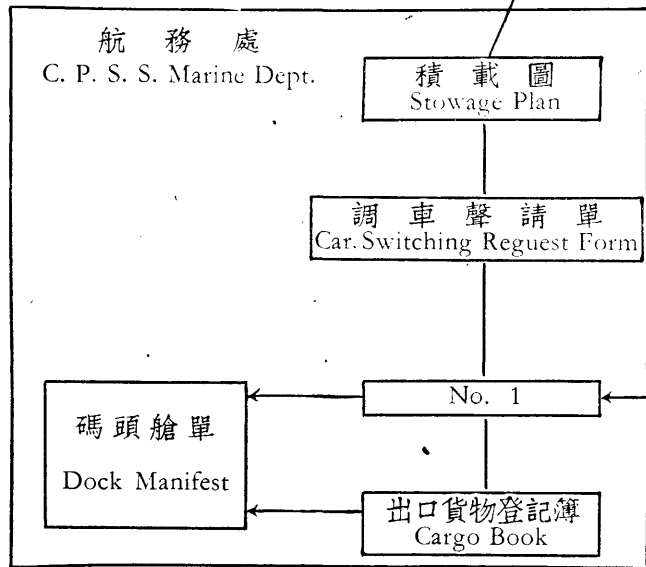 航務處
C. P. S. S. Marine Dept.
積載圖
Stowage Plan
調車聲請單
Car. Switching Reguest Form
No. 1
碼頭艙單
Dock Manifest
出口貨物登記簿
Cargo Book